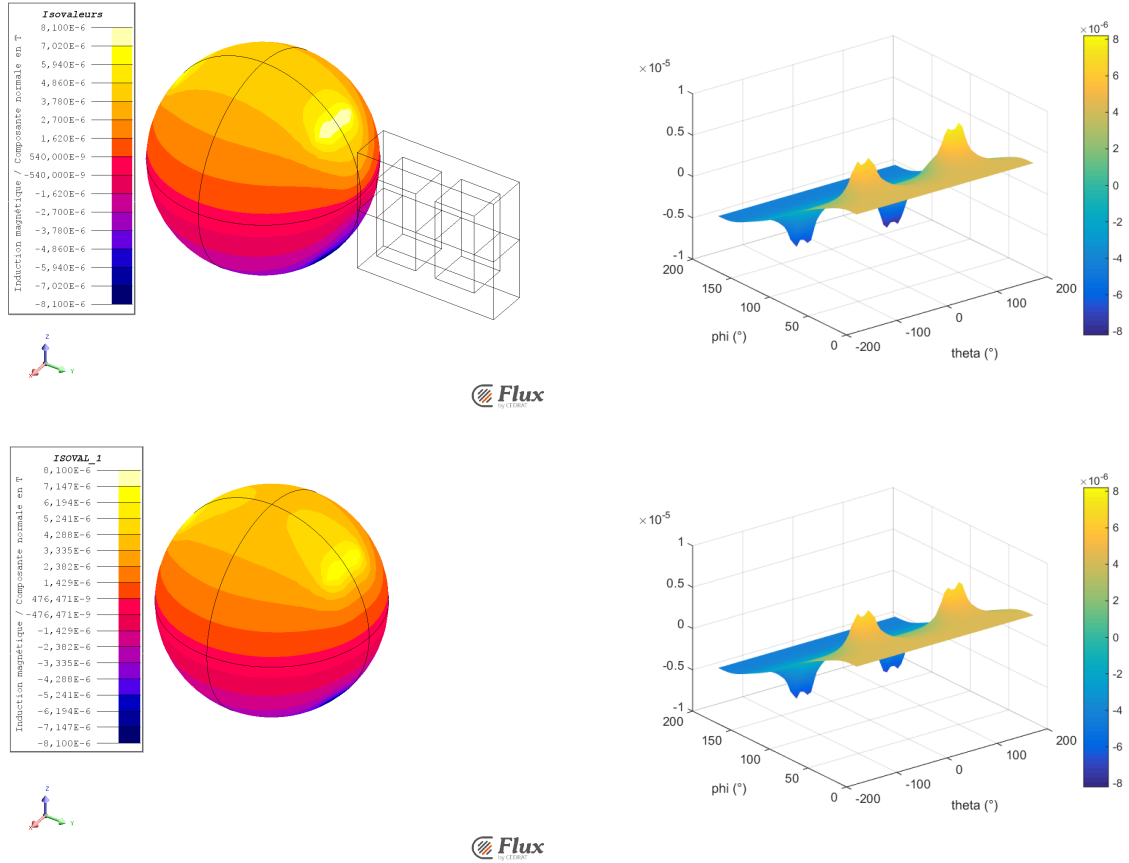 Isovaleurs
Induction magnétique / Composante normale en T
8,100E-6
7,020E-6
5,940E-6
4,860E-6
3,780E-6
2,700E-6
1,620E-6
540,000E-9
-540,000E-9
-1,620E-6
-2,700E-6
-3,780E-6
-4,860E-6
-5,940E-6
-7,020E-6
-8,100E-6
Z
X
Y
Flux
by CEDRAT
×10⁻⁵
1
0.5
0
-0.5
-1
200
150
100
50
0
phi (°)
-200
-100
0
100
200
theta (°)
×10⁻⁶
8
6
4
2
0
-2
-4
-6
-8
ISOVAL_1
Induction magnétique / Composante normale en T
8,100E-6
7,147E-6
6,194E-6
5,241E-6
4,288E-6
3,335E-6
2,382E-6
1,429E-6
476,471E-9
-476,471E-9
-1,429E-6
-2,382E-6
-3,335E-6
-4,288E-6
-5,241E-6
-6,194E-6
-7,147E-6
-8,100E-6
Z
X
Y
Flux
by CEDRAT
×10⁻⁵
1
0.5
0
-0.5
-1
200
150
100
50
0
phi (°)
-200
-100
0
100
200
theta (°)
×10⁻⁶
8
6
4
2
0
-2
-4
-6
-8